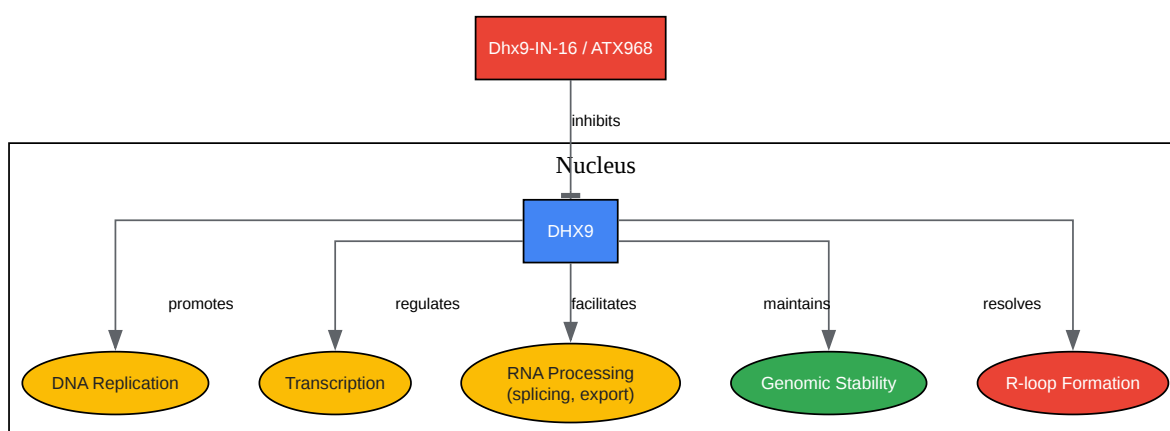 Dhx9-IN-16 / ATX968
inhibits
Nucleus
DHX9
promotes
regulates
facilitates
maintains
resolves
DNA Replication
Transcription
RNA Processing
(splicing, export)
Genomic Stability
R-loop Formation